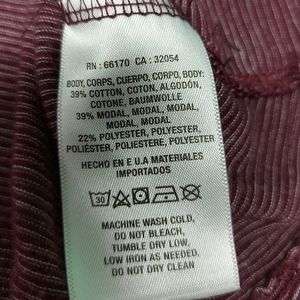 RN : 66170 CA : 32054
BODY, CORPS, CUERPO, CORPO, BODY:
39% COTTON, COTON, ALGODÓN,
COTONE, BAUMWOLLE
39% MODAL, MODAL, MODAL,
MODAL, MODAL
22% POLYESTER, POLYESTER,
POLIÉSTER, POLIESTERE, POLYESTER
HECHO EN E U.A MATERIALES
IMPORTADOS
30
MACHINE WASH COLD,
DO NOT BLEACH,
TUMBLE DRY LOW,
LOW IRON AS NEEDED,
DO NOT DRY CLEAN